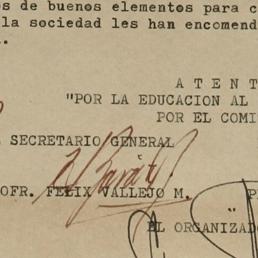 s de buenos elementos para c
la sociedad les han encomend
..
A T E N T
"POR LA EDUCACION AL
POR EL COMI
SECRETARIO GENERAL
OFR. FELIX VALLEJO M.
EL ORGANIZADO